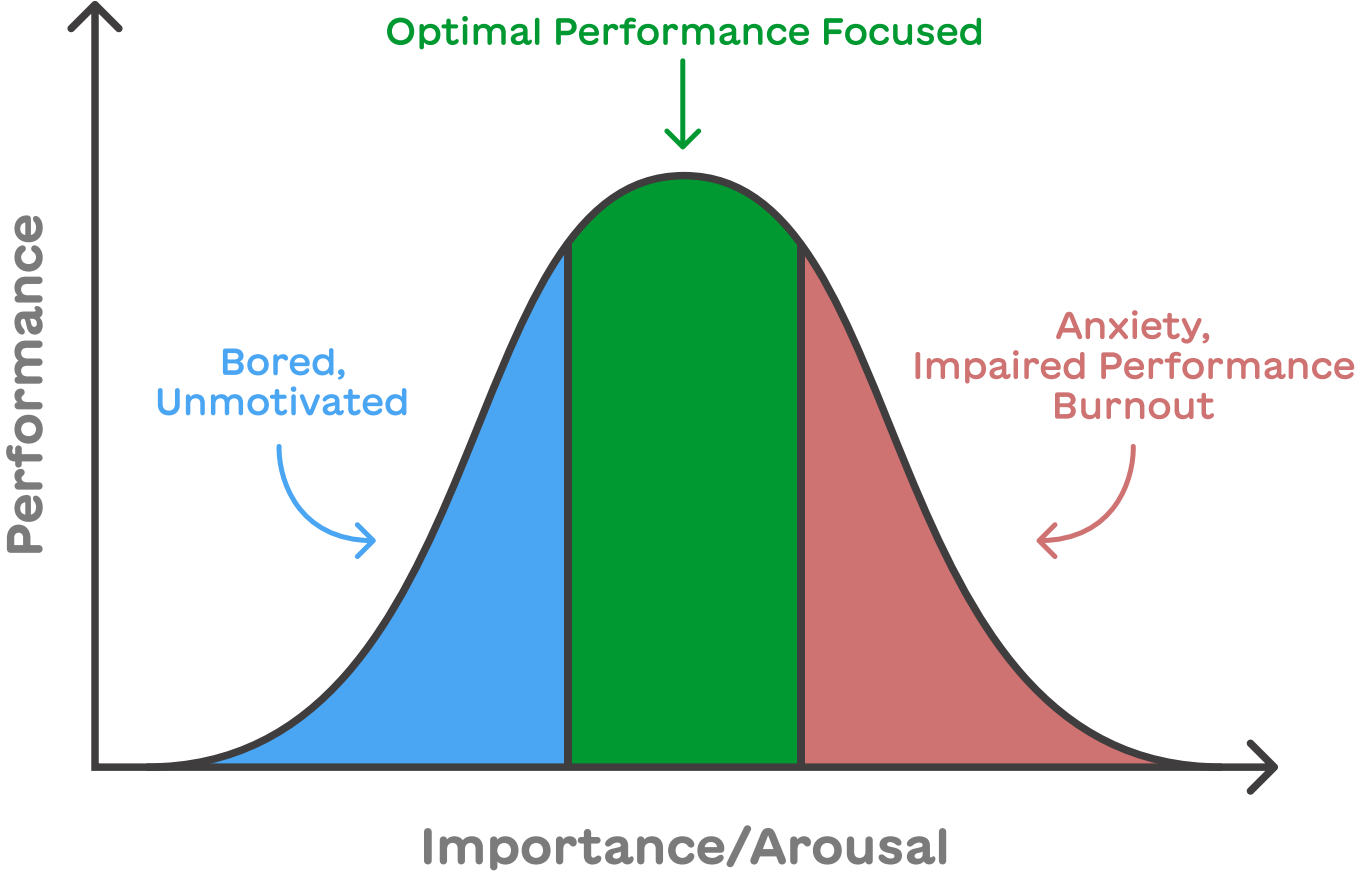 Optimal Performance Focused
Performance
Bored,
Unmotivated
Anxiety,
Impaired Performance
Burnout
Importance/Arousal